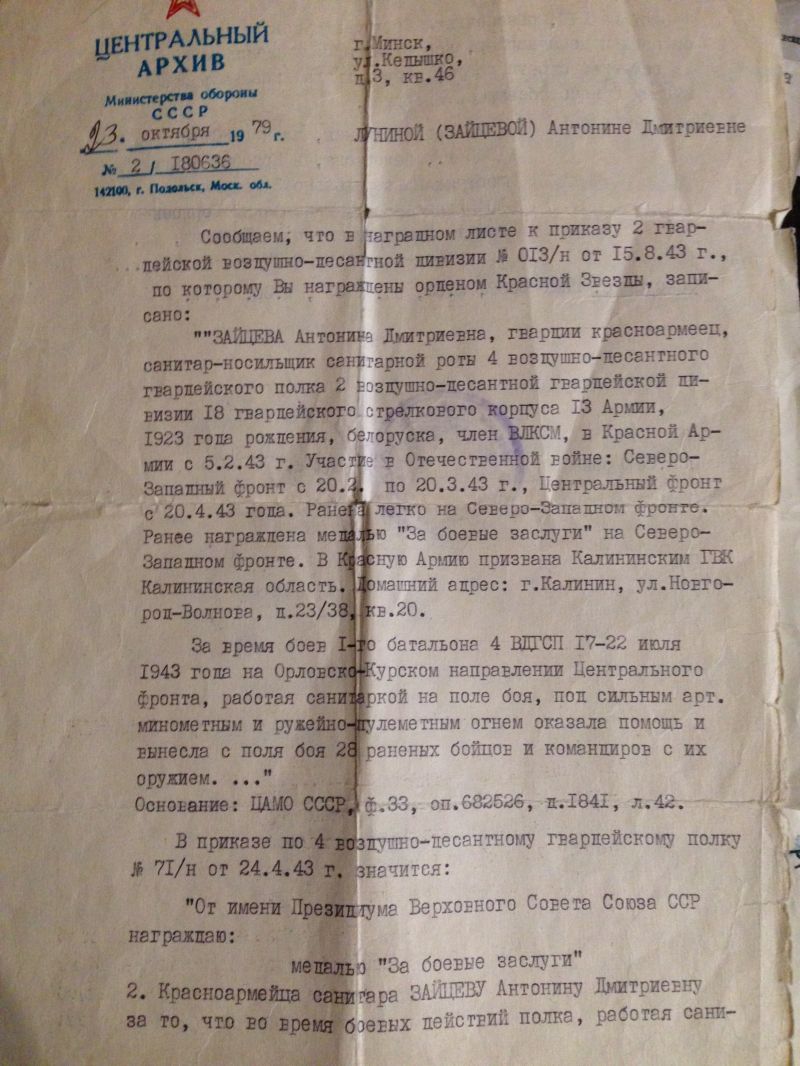 ЦЕНТРАЛЬНЫЙ
АРХИВ
Министерства обороны
СССР
23. октября 1979 г.
№ 2/180636
142100, г. Подольск, Моск. обл.
г.Минск,
ул.Кедышко,
д.3, кв.46
ЛУНИНОЙ (ЗАЙЦЕВОЙ) Антонине Дмитриевне
Сообщаем, что в наградном листе к приказу 2 гвар-
дейской воздушно-десантной дивизии № 013/н от 15.8.43 г.,
по которому Вы награждены орденом Красной Звезды, запи-
сано:
""ЗАЙЦЕВА Антонина Дмитриевна, гвардии красноармеец,
санитар-носильщик санитарной роты 4 воздушно-десантного
гвардейского полка 2 воздушно-десантной гвардейской ди-
визии 18 гвардейского стрелкового корпуса 13 Армии,
1923 года рождения, белоруска, член ВЛКСМ, в Красной Ар-
мии с 5.2.43 г. Участие в Отечественной войне: Северо-
Западный фронт с 20.2. по 20.3.43 г., Центральный фронт
с 20.4.43 года. Ранена легко на Северо-Западном фронте.
Ранее награждена медалью "За боевые заслуги" на Северо-
Западном фронте. В Красную Армию призвана Калининским ГВК
Калининская область. Домашний адрес: г.Калинин, ул.Новго-
род-Волнова, д.23/38, кв.20.
За время боев 1-го батальона 4 ВДГСП 17-22 июля
1943 года на Орловско-Курском направлении Центрального
фронта, работая санитаркой на поле боя, под сильным арт.
минометным и ружейно-пулеметным огнем оказала помощь и
вынесла с поля боя 28 раненых бойцов и командиров с их
оружием. ..."
Основание: ЦАМО СССР, ф.33, оп.682526, д.1841, л.42.
В приказе по 4 воздушно-десантному гвардейскому полку
№ 71/н от 24.4.43 г. значится:
"От имени Президиума Верховного Совета Союза ССР
награждаю:
медалью "За боевые заслуги"
2. Красноармейца санитара ЗАЙЦЕВУ Антонину Дмитриевну
за то, что во время боевых действий полка, работая сани-